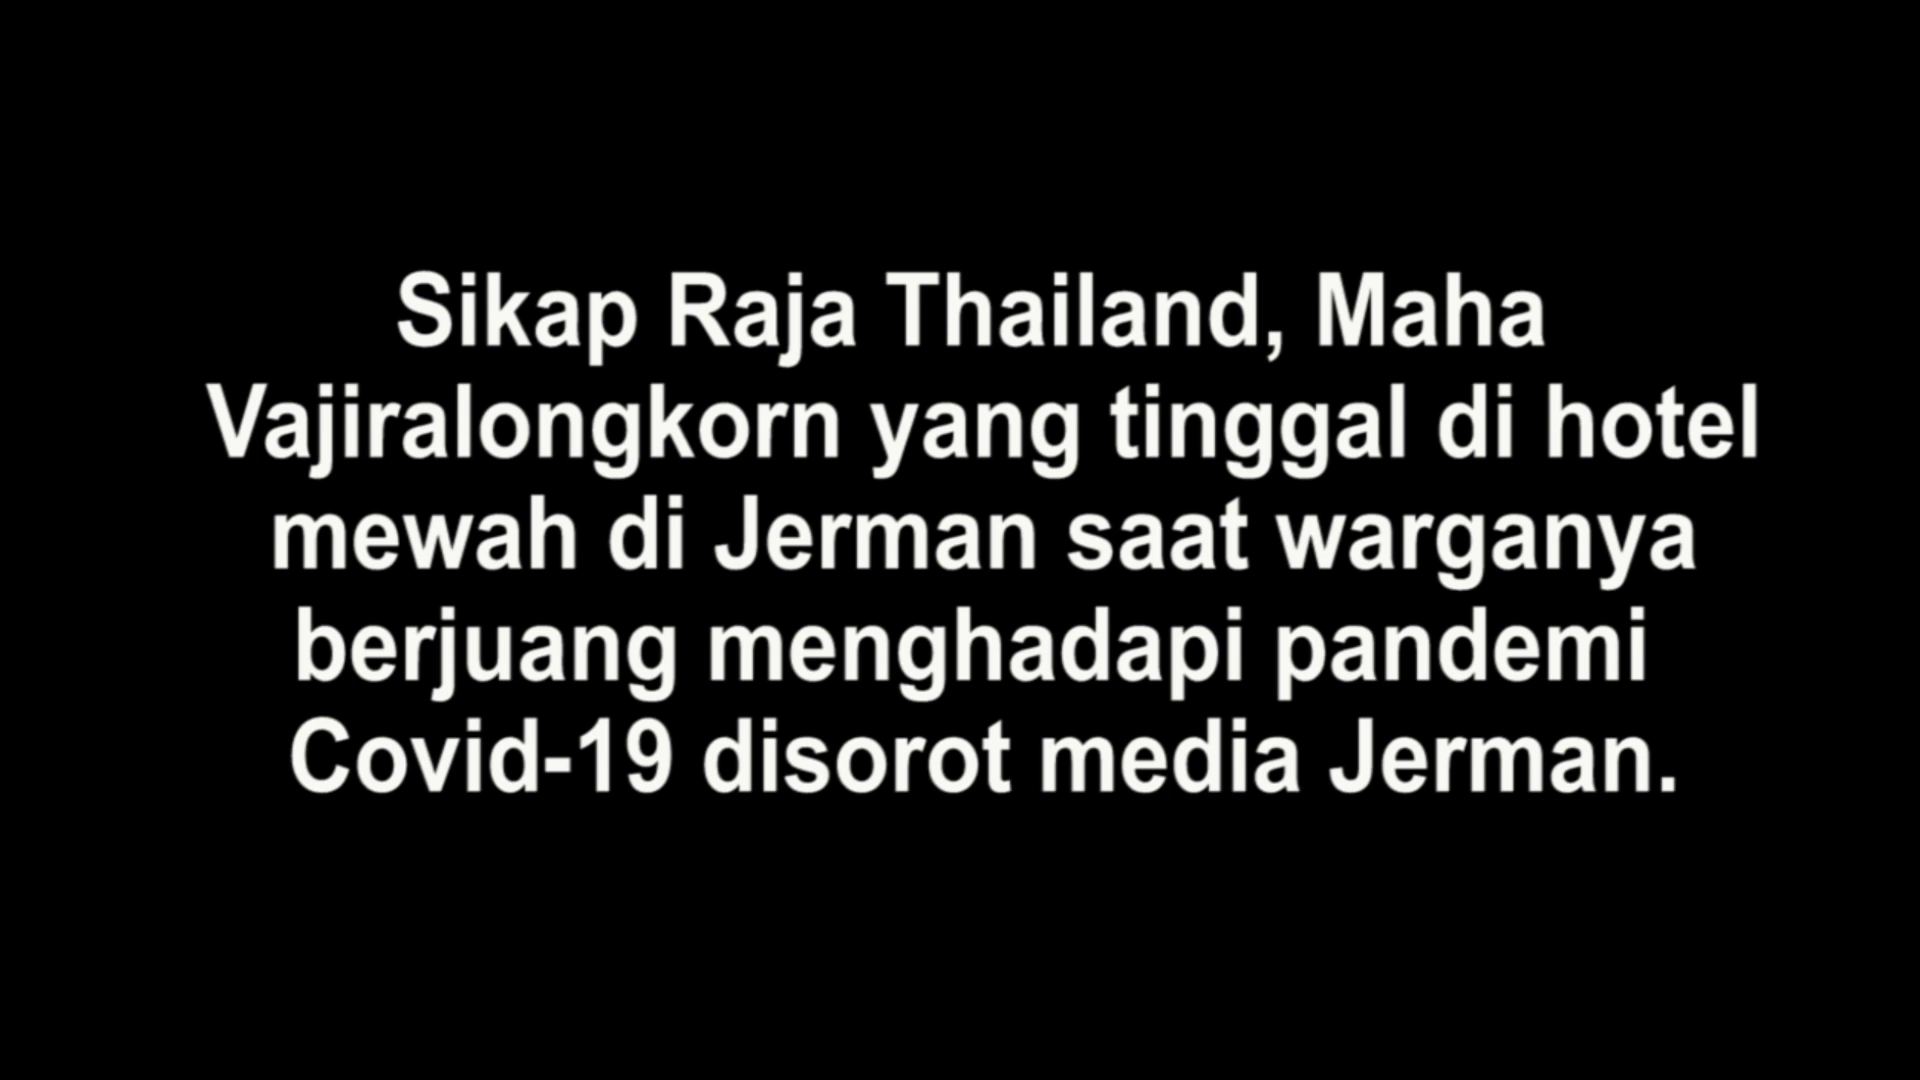 Sikap Raja Thailand, Maha
Vajiralongkorn yang tinggal di hotel
mewah di Jerman saat warganya
berjuang menghadapi pandemi
Covid-19 disorot media Jerman.